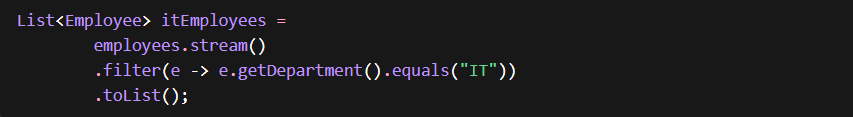 List<Employee> itEmployees =
        employees.stream()
        .filter(e -> e.getDepartment().equals("IT"))
        .toList();